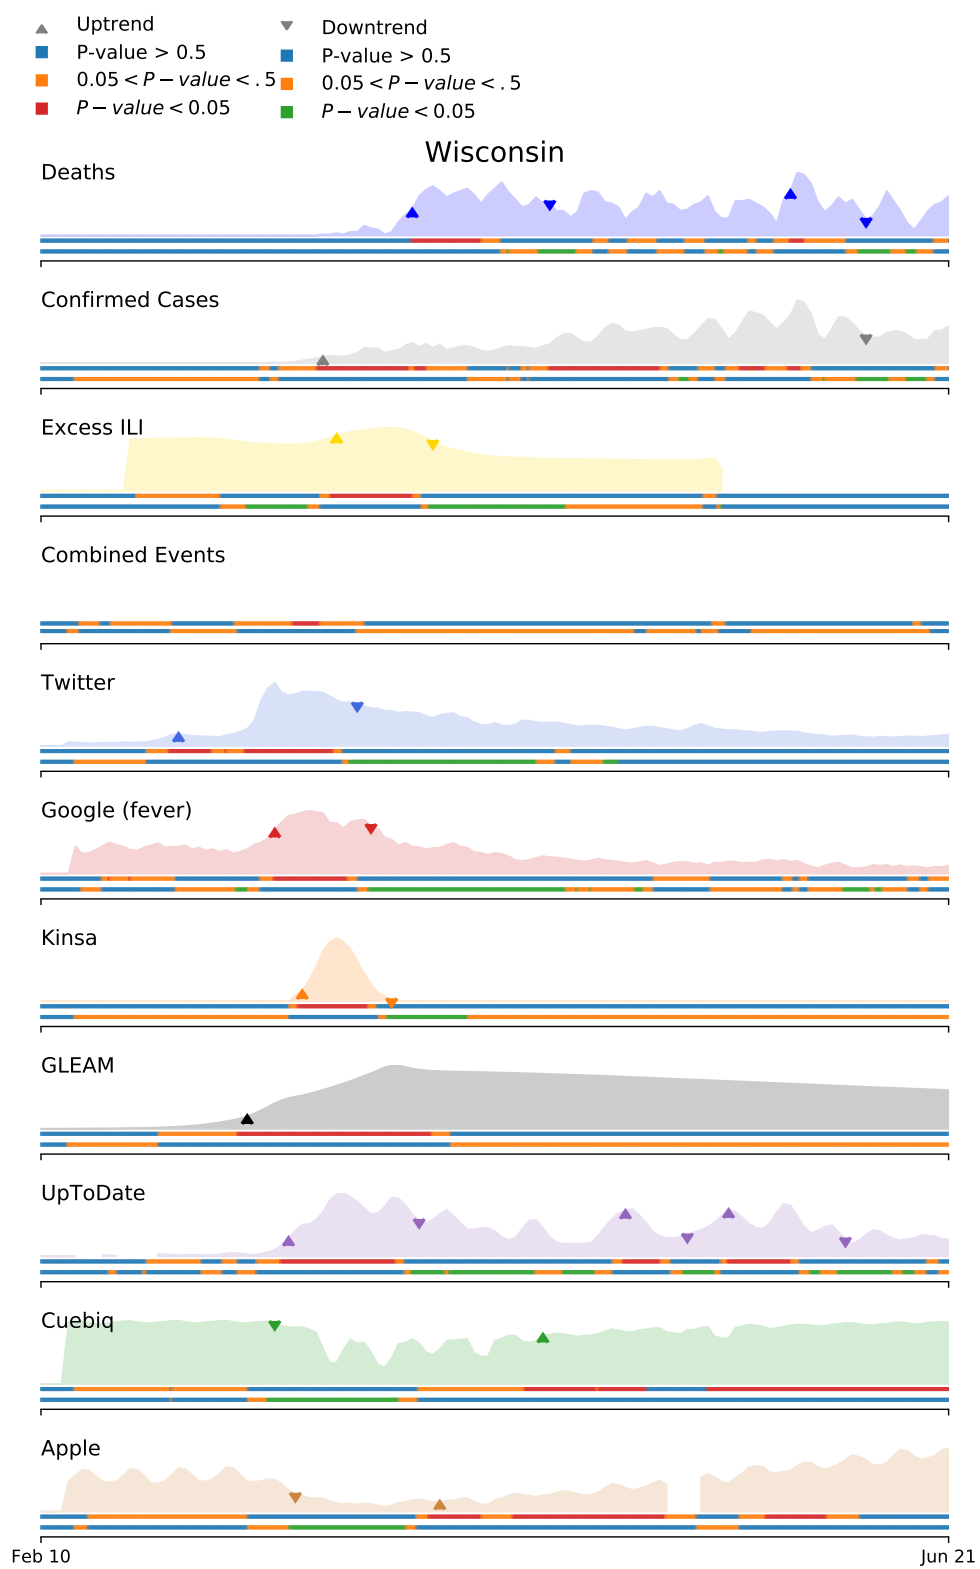 Uptrend
P-value > 0.5
0.05 < P − value < .5
P − value < 0.05
Downtrend
P-value > 0.5
0.05 < P − value < .5
P − value < 0.05
Wisconsin
Deaths
Confirmed Cases
Excess ILI
Combined Events
Twitter
Google (fever)
Kinsa
GLEAM
UpToDate
Cuebiq
Apple
Feb 10
Jun 21